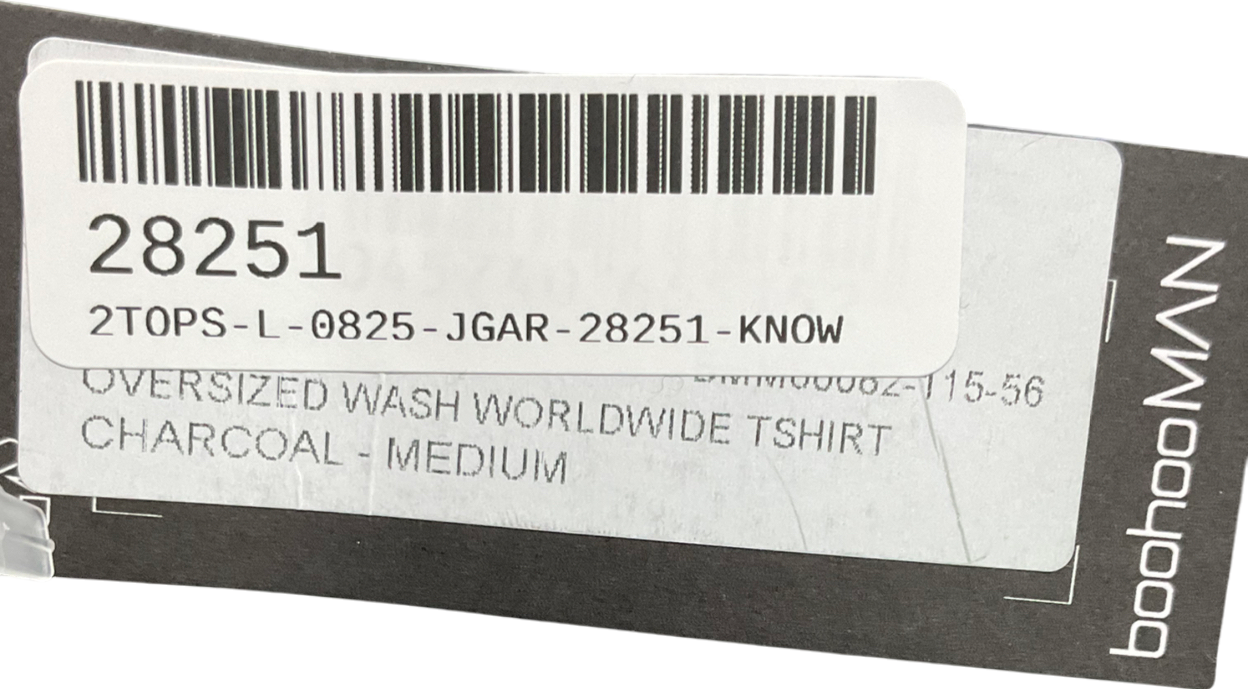 28251
2TOPS-L-0825-JGAR-28251-KNOW
OVERSIZED WASH WORLDWIDE TSHIRT
CHARCOAL - MEDIUM
boohooMAN